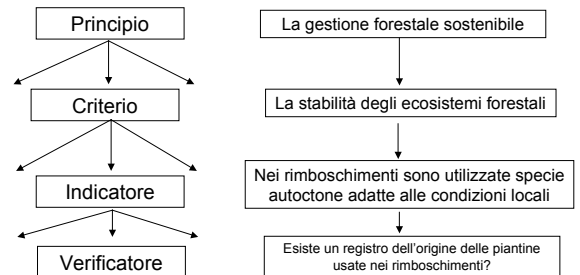 Principio
La gestione forestale sostenibile
Criterio
La stabilità degli ecosistemi forestali
Indicatore
Nei rimboschimenti sono utilizzate specie
autoctone adatte alle condizioni locali
Verificatore
Esiste un registro dell'origine delle piantine
usate nei rimboschimenti?